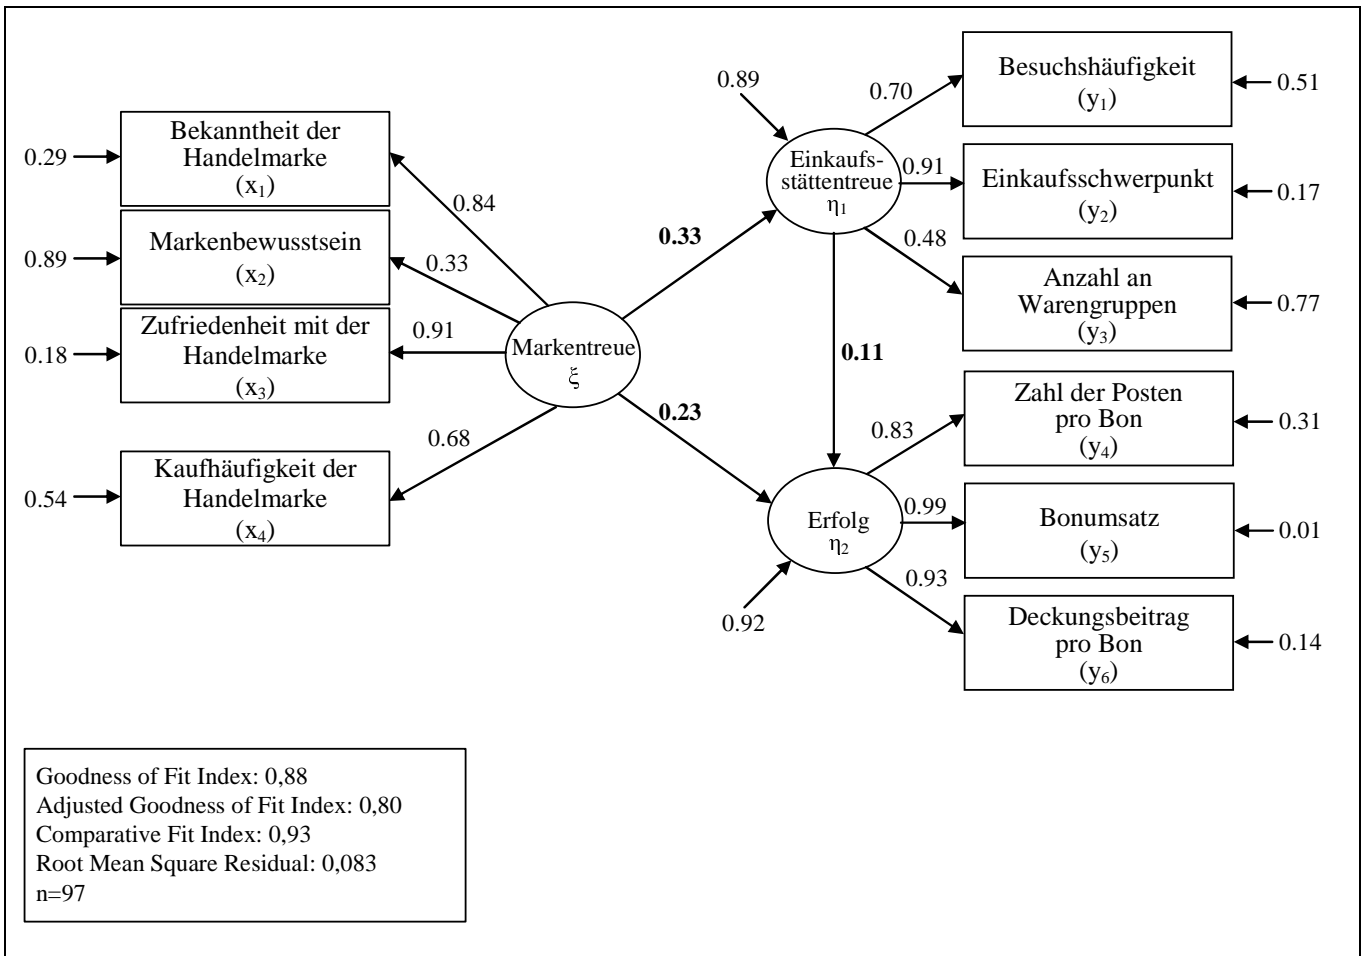 0.29
Bekanntheit der
Handelmarke
(x₁)
0.89
Markenbewusstsein
(x₂)
0.18
Zufriedenheit mit der
Handelmarke
(x₃)
0.54
Kaufhäufigkeit der
Handelmarke
(x₄)
0.84
0.33
0.91
0.68
Markentreue
ξ
0.33
0.23
0.89
Einkaufs-
stättentreue
η₁
0.11
Erfolg
η₂
0.92
0.70
0.91
0.48
0.83
0.99
0.93
Besuchshäufigkeit
(y₁)
0.51
Einkaufsschwerpunkt
(y₂)
0.17
Anzahl an
Warengruppen
(y₃)
0.77
Zahl der Posten
pro Bon
(y₄)
0.31
Bonumsatz
(y₅)
0.01
Deckungsbeitrag
pro Bon
(y₆)
0.14
Goodness of Fit Index: 0,88
Adjusted Goodness of Fit Index: 0,80
Comparative Fit Index: 0,93
Root Mean Square Residual: 0,083
n=97